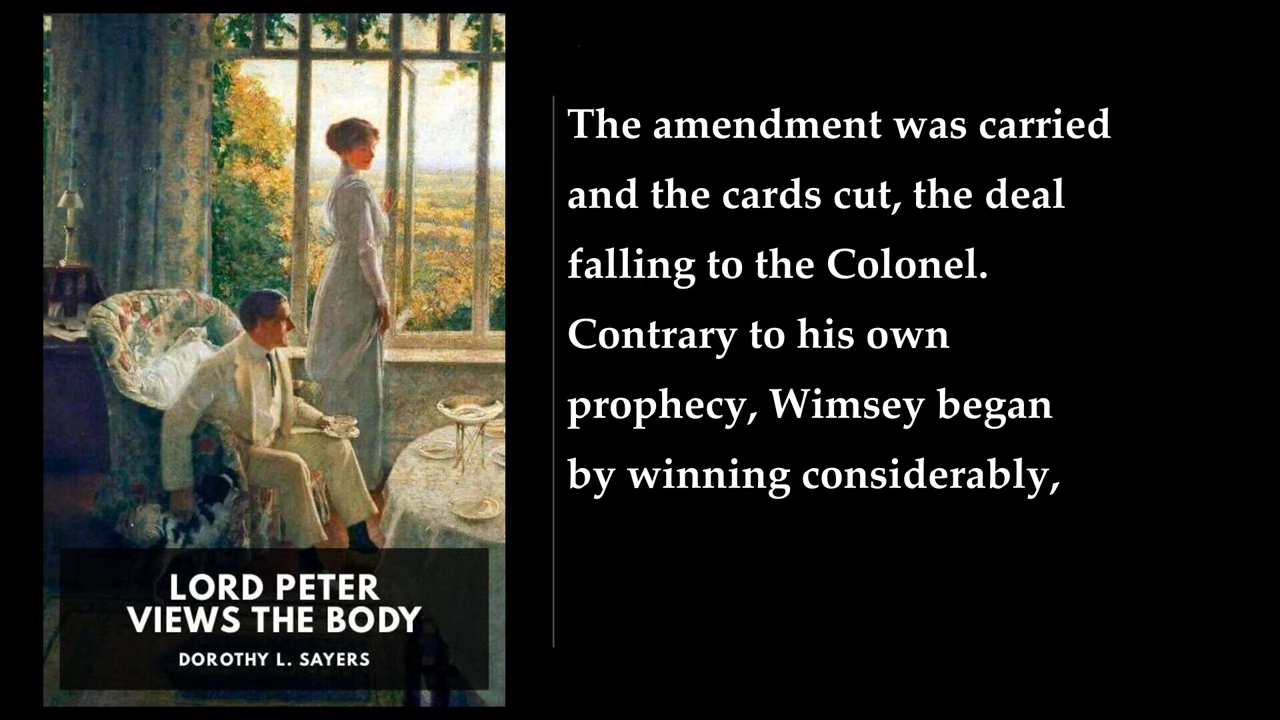 LORD PETER
VIEWS THE BODY
DOROTHY L. SAYERS
The amendment was carried
and the cards cut, the deal
falling to the Colonel.
Contrary to his own
prophecy, Wimsey began
by winning considerably,